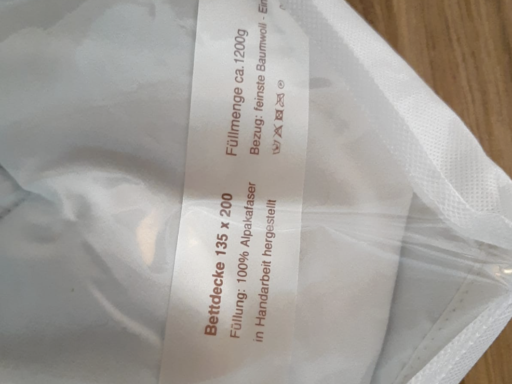 Bettdecke 135 x 200
Füllung: 100% Alpakafaser
in Handarbeit hergestellt
Füllmenge ca.1200g
Bezug: feinste Baumwoll -